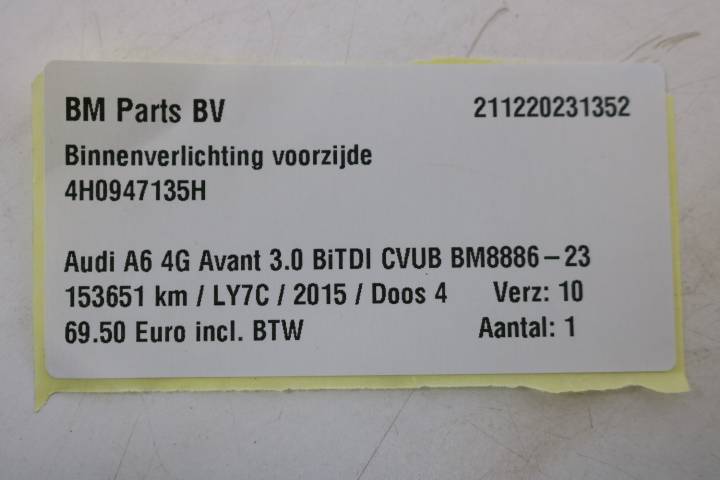 BM Parts BV 211220231352
Binnenverlichting voorzijde
4H0947135H
Audi A6 4G Avant 3.0 BiTDI CVUB BM8886-23
153651 km / LY7C / 2015 / Doos 4 Verz: 10
69.50 Euro incl. BTW Aantal: 1